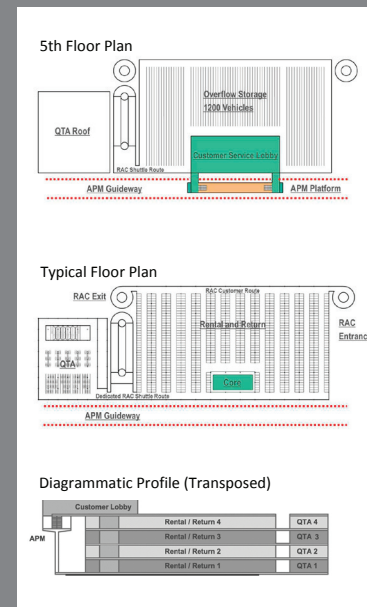 5th Floor Plan
Overflow Storage
1200 Vehicles
QTA Roof
Customer Service Lobby
RAC Shuttle Route
APM Guideway
APM Platform
Typical Floor Plan
RAC Exit
RAC Customer Route
Rental and Return
RAC
Entranc
QTA
Core
Dedicated RAC Shuttle Route
APM Guideway
Diagrammatic Profile (Transposed)
Customer Lobby
APM
Rental / Return 4
QTA 4
Rental / Return 3
QTA 3
Rental / Return 2
QTA 2
Rental / Return 1
QTA 1